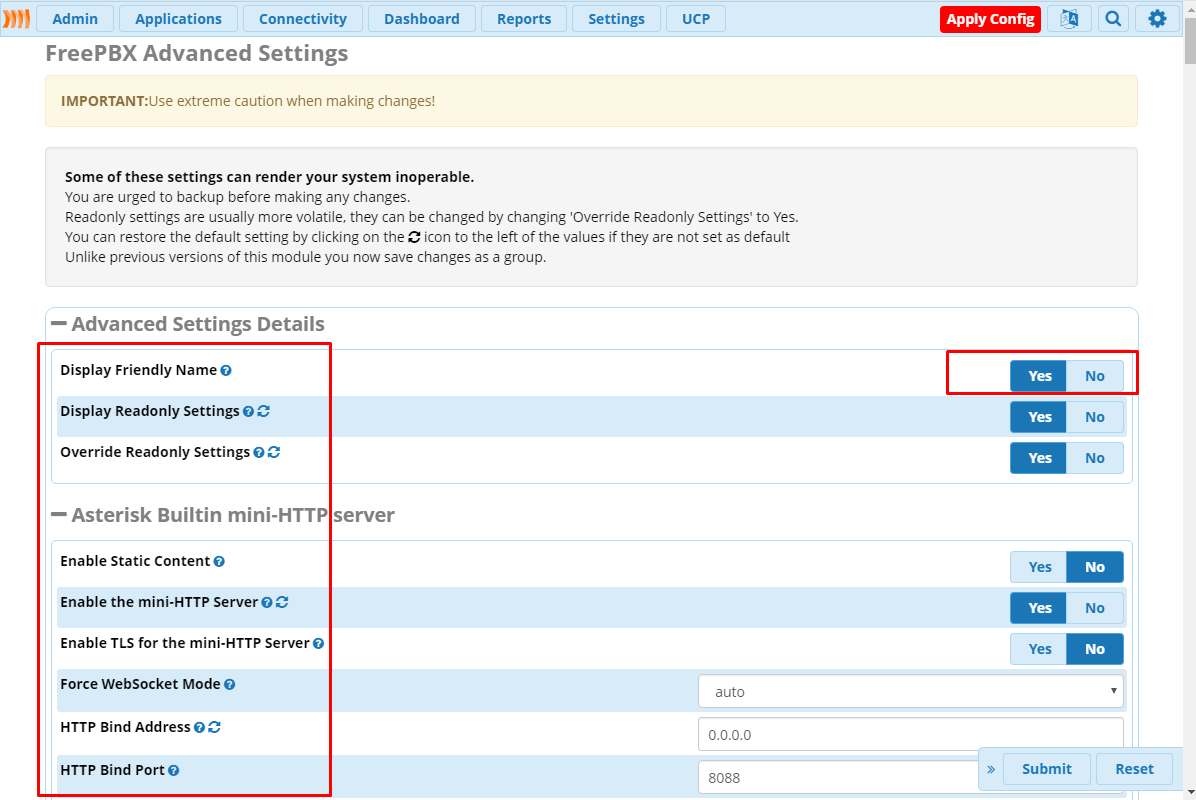 Admin Applications Connectivity Dashboard Reports Settings UCP Apply Config
FreePBX Advanced Settings
IMPORTANT:Use extreme caution when making changes!
Some of these settings can render your system inoperable.
You are urged to backup before making any changes.
Readonly settings are usually more volatile, they can be changed by changing 'Override Readonly Settings' to Yes.
You can restore the default setting by clicking on the icon to the left of the values if they are not set as default
Unlike previous versions of this module you now save changes as a group.
Advanced Settings Details
Display Friendly Name Yes No
Display Readonly Settings Yes No
Override Readonly Settings Yes No
Asterisk Builtin mini-HTTP server
Enable Static Content Yes No
Enable the mini-HTTP Server Yes No
Enable TLS for the mini-HTTP Server Yes No
Force WebSocket Mode auto
HTTP Bind Address 0.0.0.0
HTTP Bind Port 8088
» Submit Reset